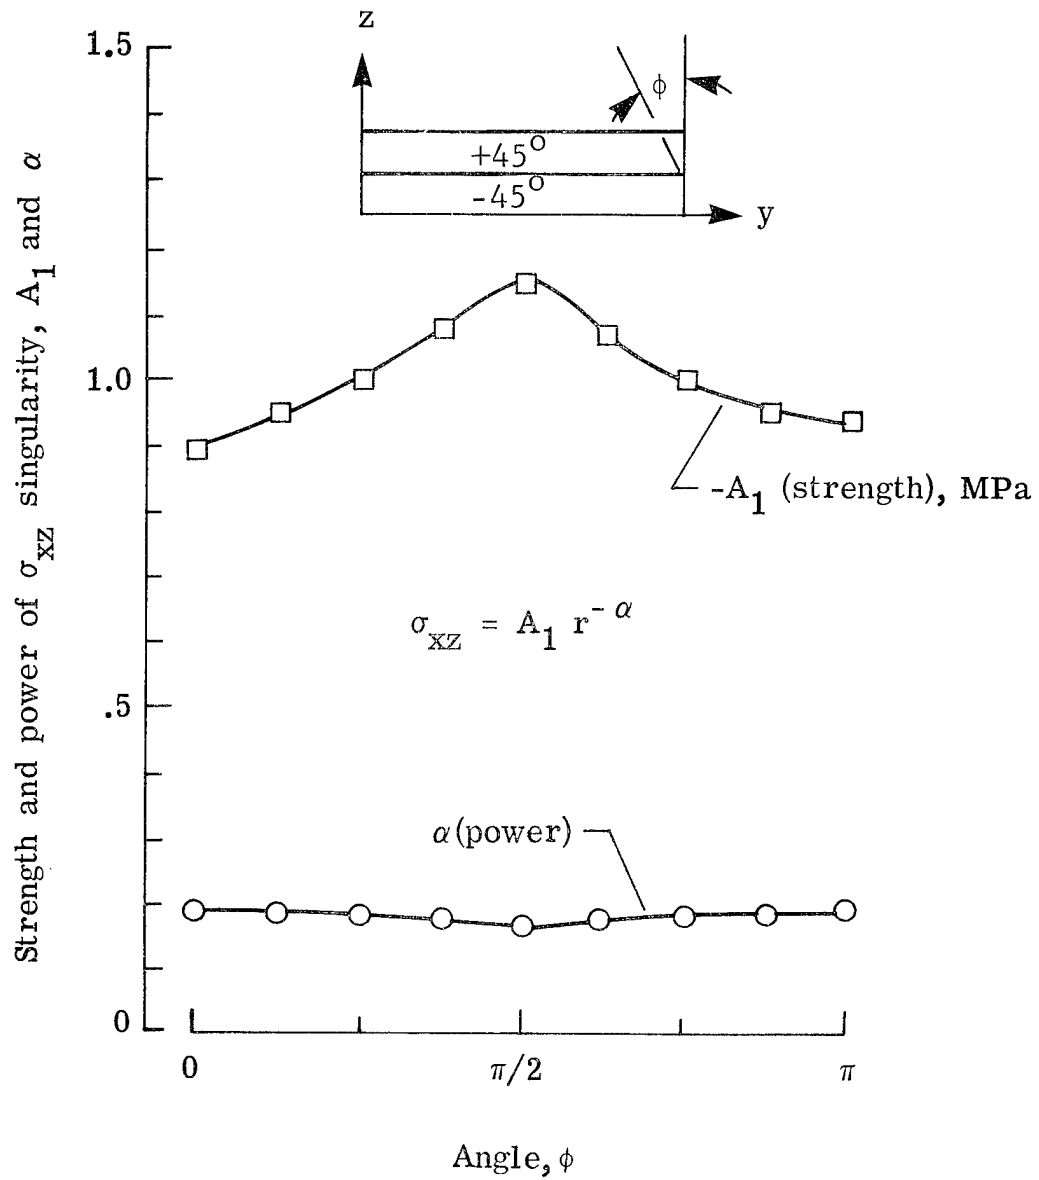 z
1.5
ϕ
+45°
-45°
y
1.0
-A₁ (strength), MPa
σxz = A₁ r^-α
.5
α(power)
0
0 π/2 π
Angle, ϕ
Strength and power of σxz singularity, A₁ and α